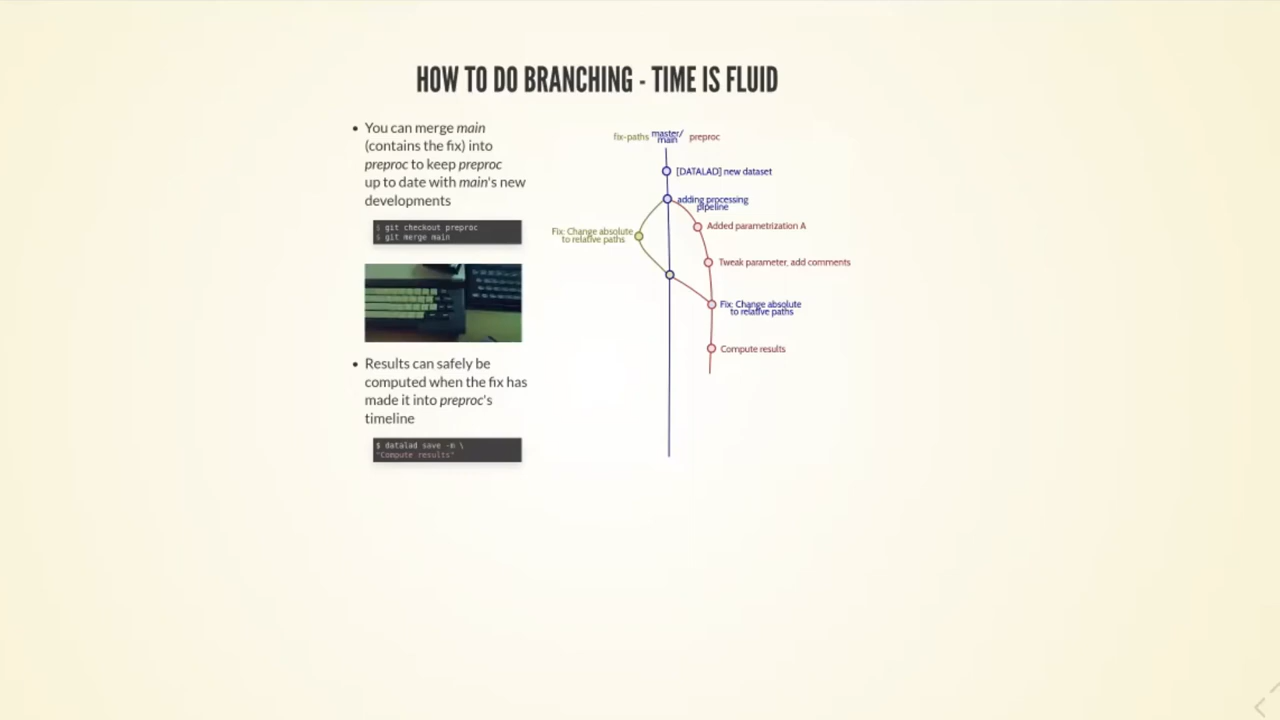 HOW TO DO BRANCHING - TIME IS FLUID
• You can merge main
(contains the fix) into
preproc to keep preproc
up to date with main's new
developments
$ git checkout preproc
$ git merge main
• Results can safely be
computed when the fix has
made it into preproc's
timeline
$ datalad save -m \
"Compute results"
fix-paths
master/
main
preproc
[DATALAD] new dataset
adding processing
pipeline
Added parametrization A
Fix: Change absolute
to relative paths
Tweak parameter, add comments
Fix: Change absolute
to relative paths
Compute results